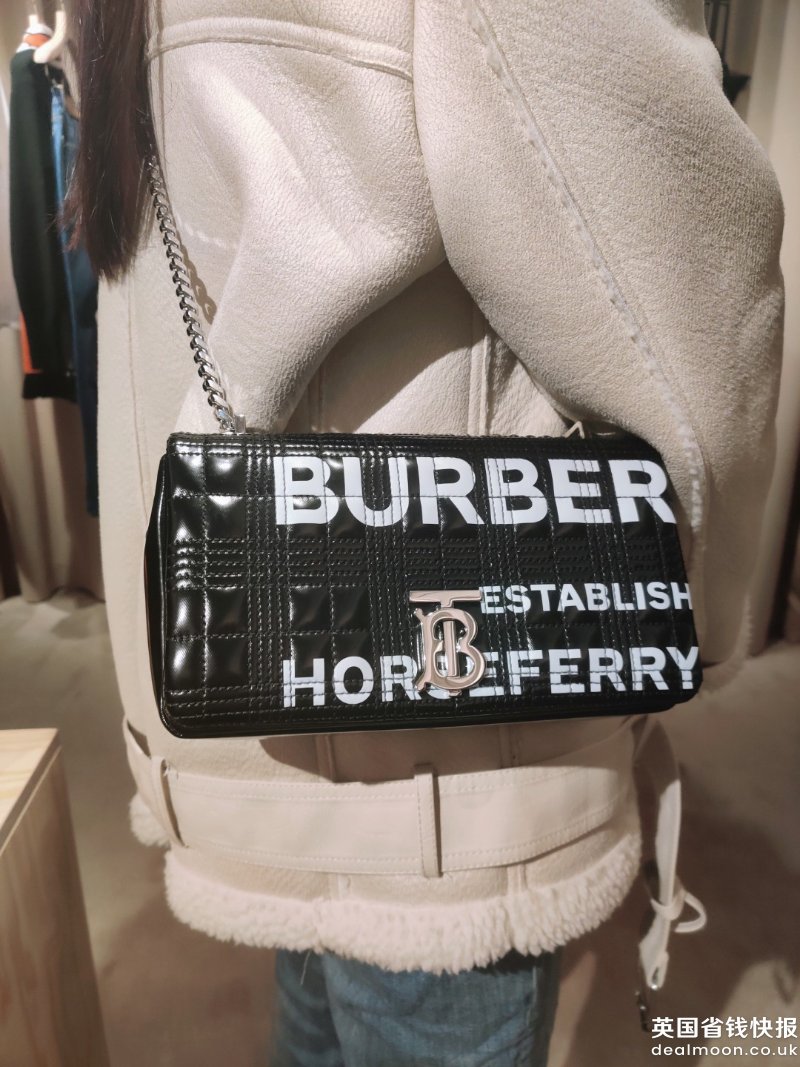 BURBER
ESTABLISH
TB
HORSEFERRY
英国省钱快报
dealmoon.co.uk